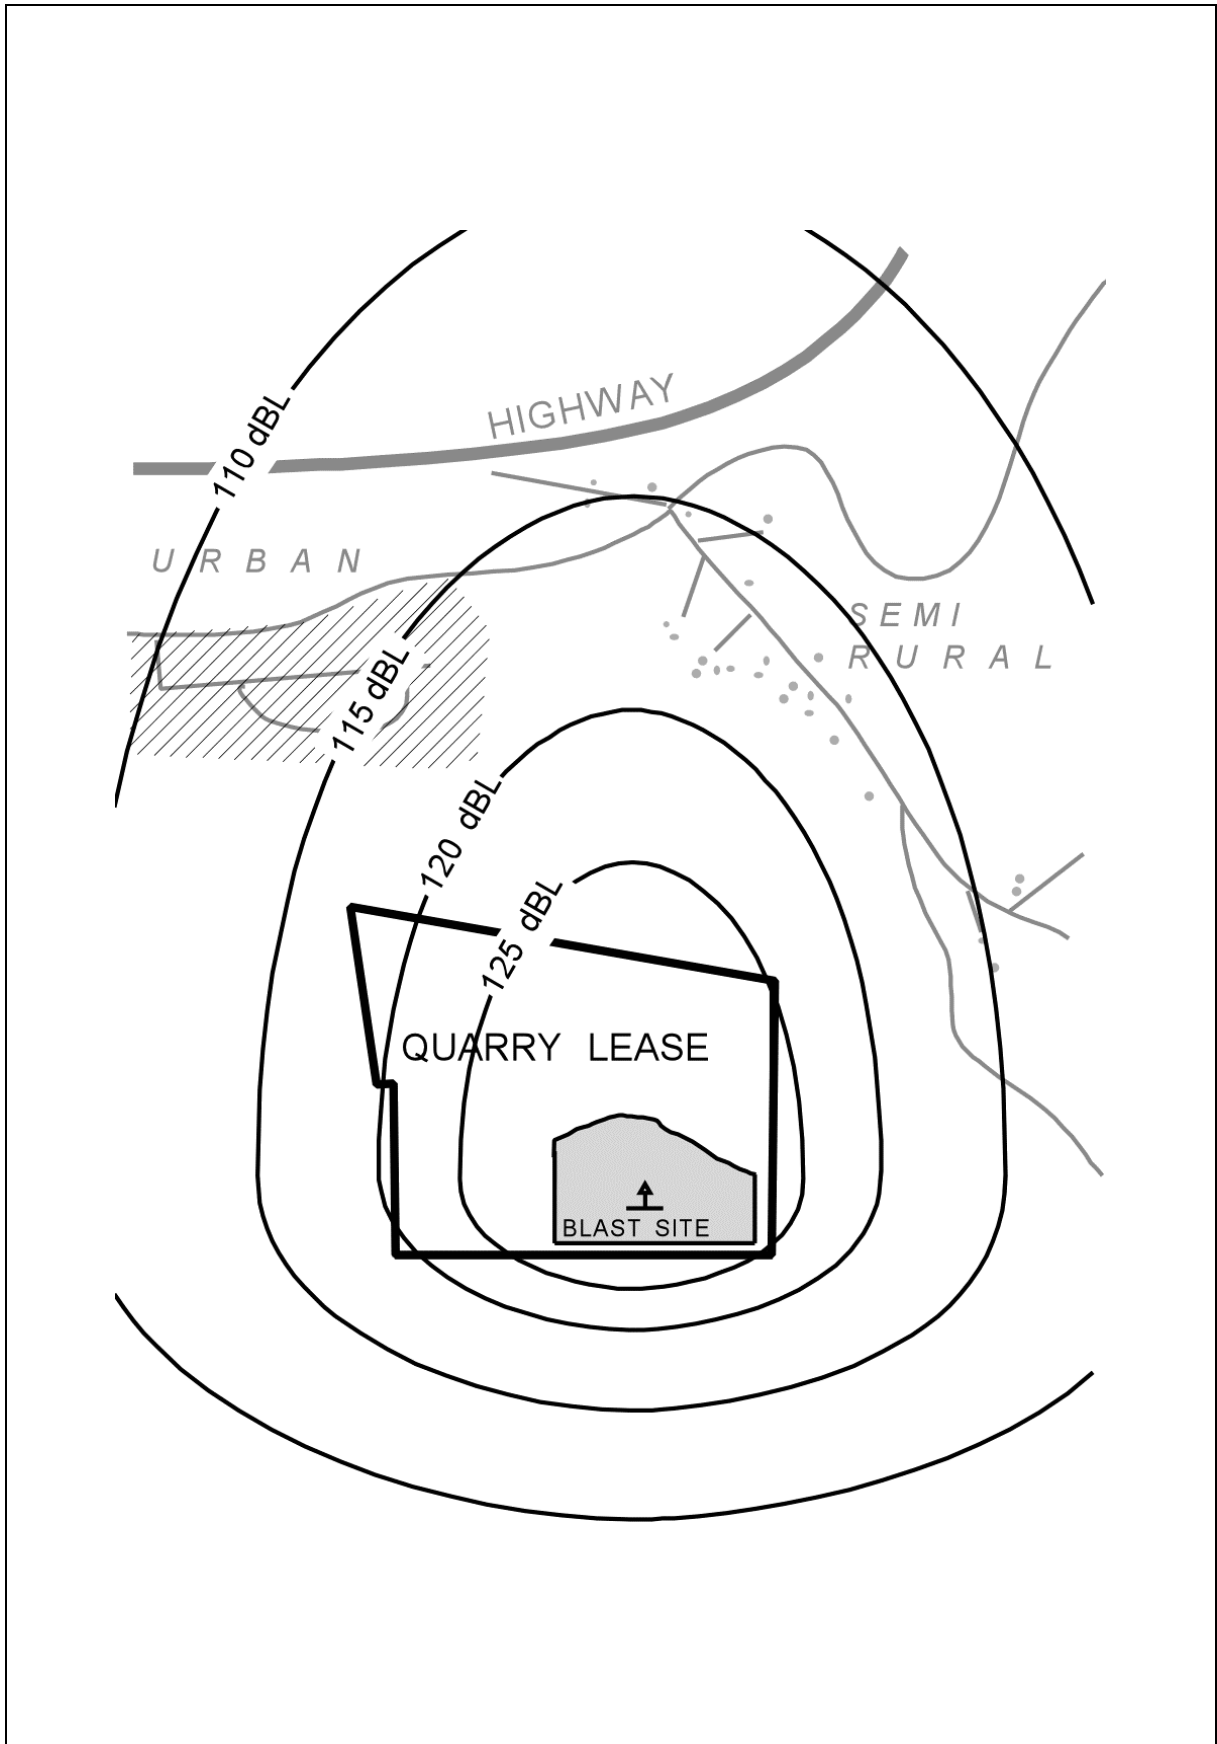 HIGHWAY
110 dBL
URBAN
SEMI
RURAL
115 dBL
120 dBL
125 dBL
QUARRY LEASE
BLAST SITE